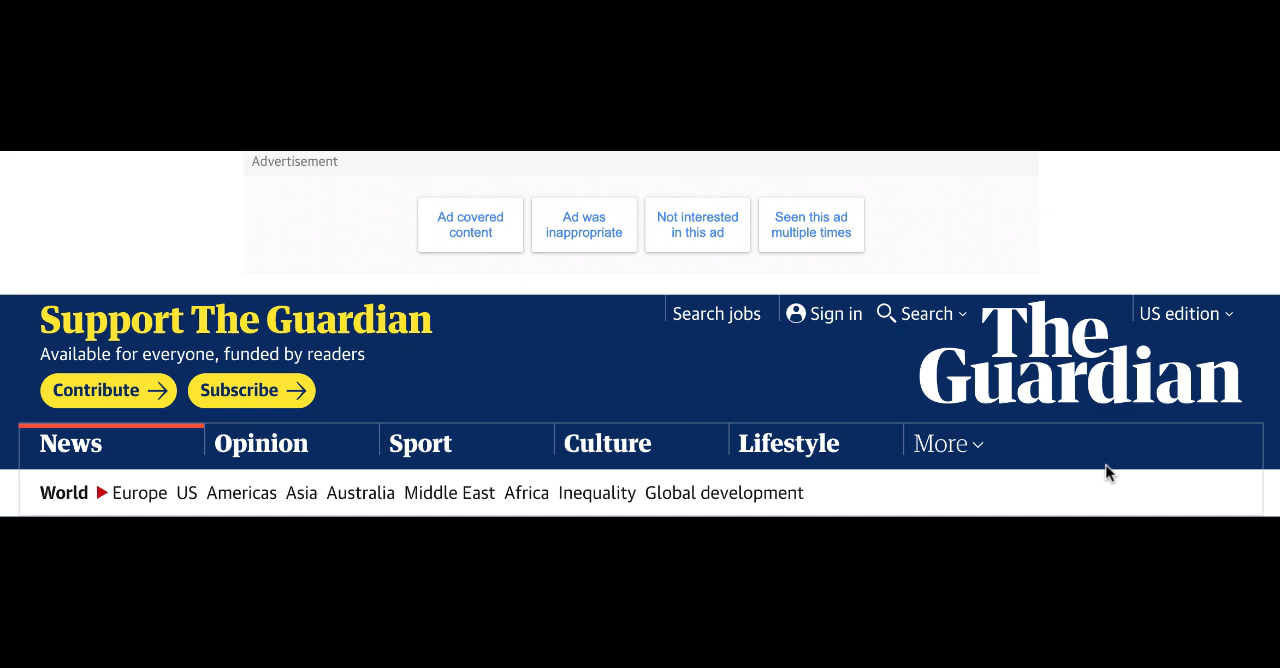 Advertisement
Ad covered
content
Ad was
inappropriate
Not interested
in this ad
Seen this ad
multiple times
Support The Guardian
Available for everyone, funded by readers
Contribute
Subscribe
Search jobs
Sign in
Search
US edition
The
Guardian
News
Opinion
Sport
Culture
Lifestyle
More
World
Europe
US
Americas
Asia
Australia
Middle East
Africa
Inequality
Global development